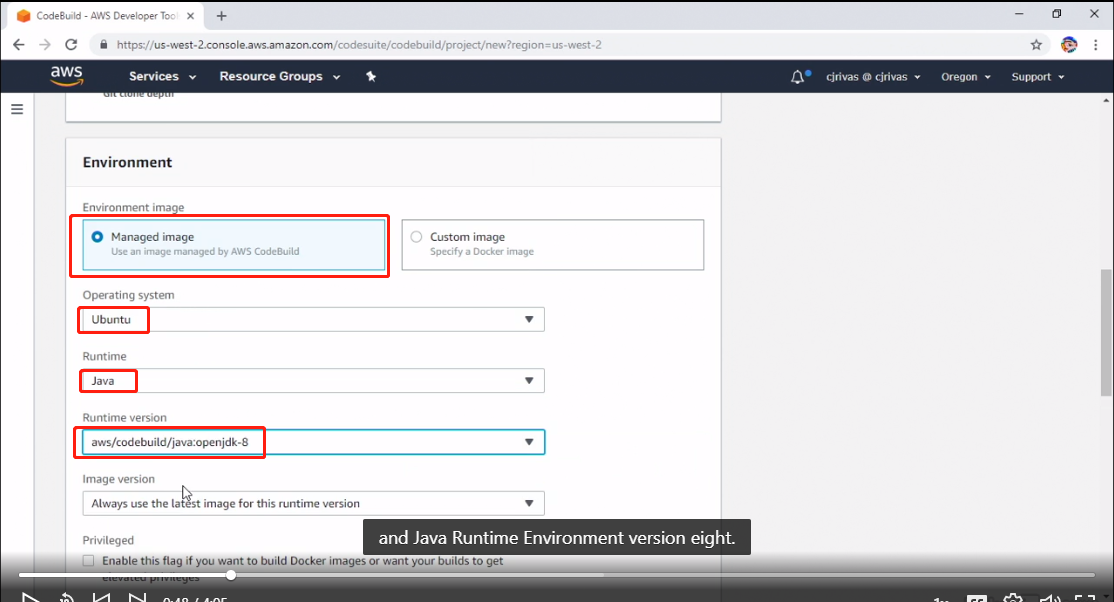 CodeBuild - AWS Developer Tool
https://us-west-2.console.aws.amazon.com/codesuite/codebuild/project/new?region=us-west-2
aws Services Resource Groups cjrivas @ cjrivas Oregon Support
Git clone depth
Environment
Environment image
Managed image
Use an image managed by AWS CodeBuild
Custom image
Specify a Docker image
Operating system
Ubuntu
Runtime
Java
Runtime version
aws/codebuild/java:openjdk-8
Image version
Always use the latest image for this runtime version
and Java Runtime Environment version eight.
Privileged
Enable this flag if you want to build Docker images or want your builds to get
elevated privileges
0:48 / 4:05